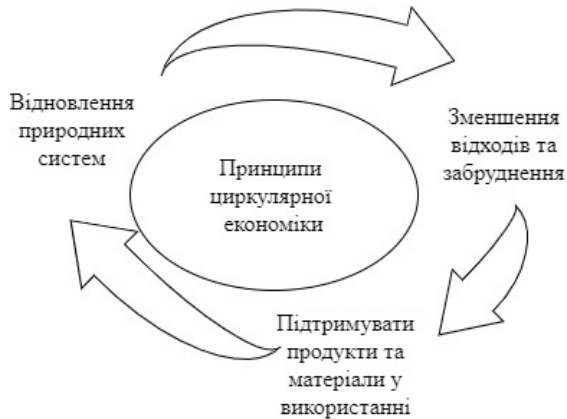 Відновлення
природних
систем
Принципи
циркулярної
економіки
Зменшення
відходів та
забруднення
Підтримувати
продукти та
матеріали у
використанні